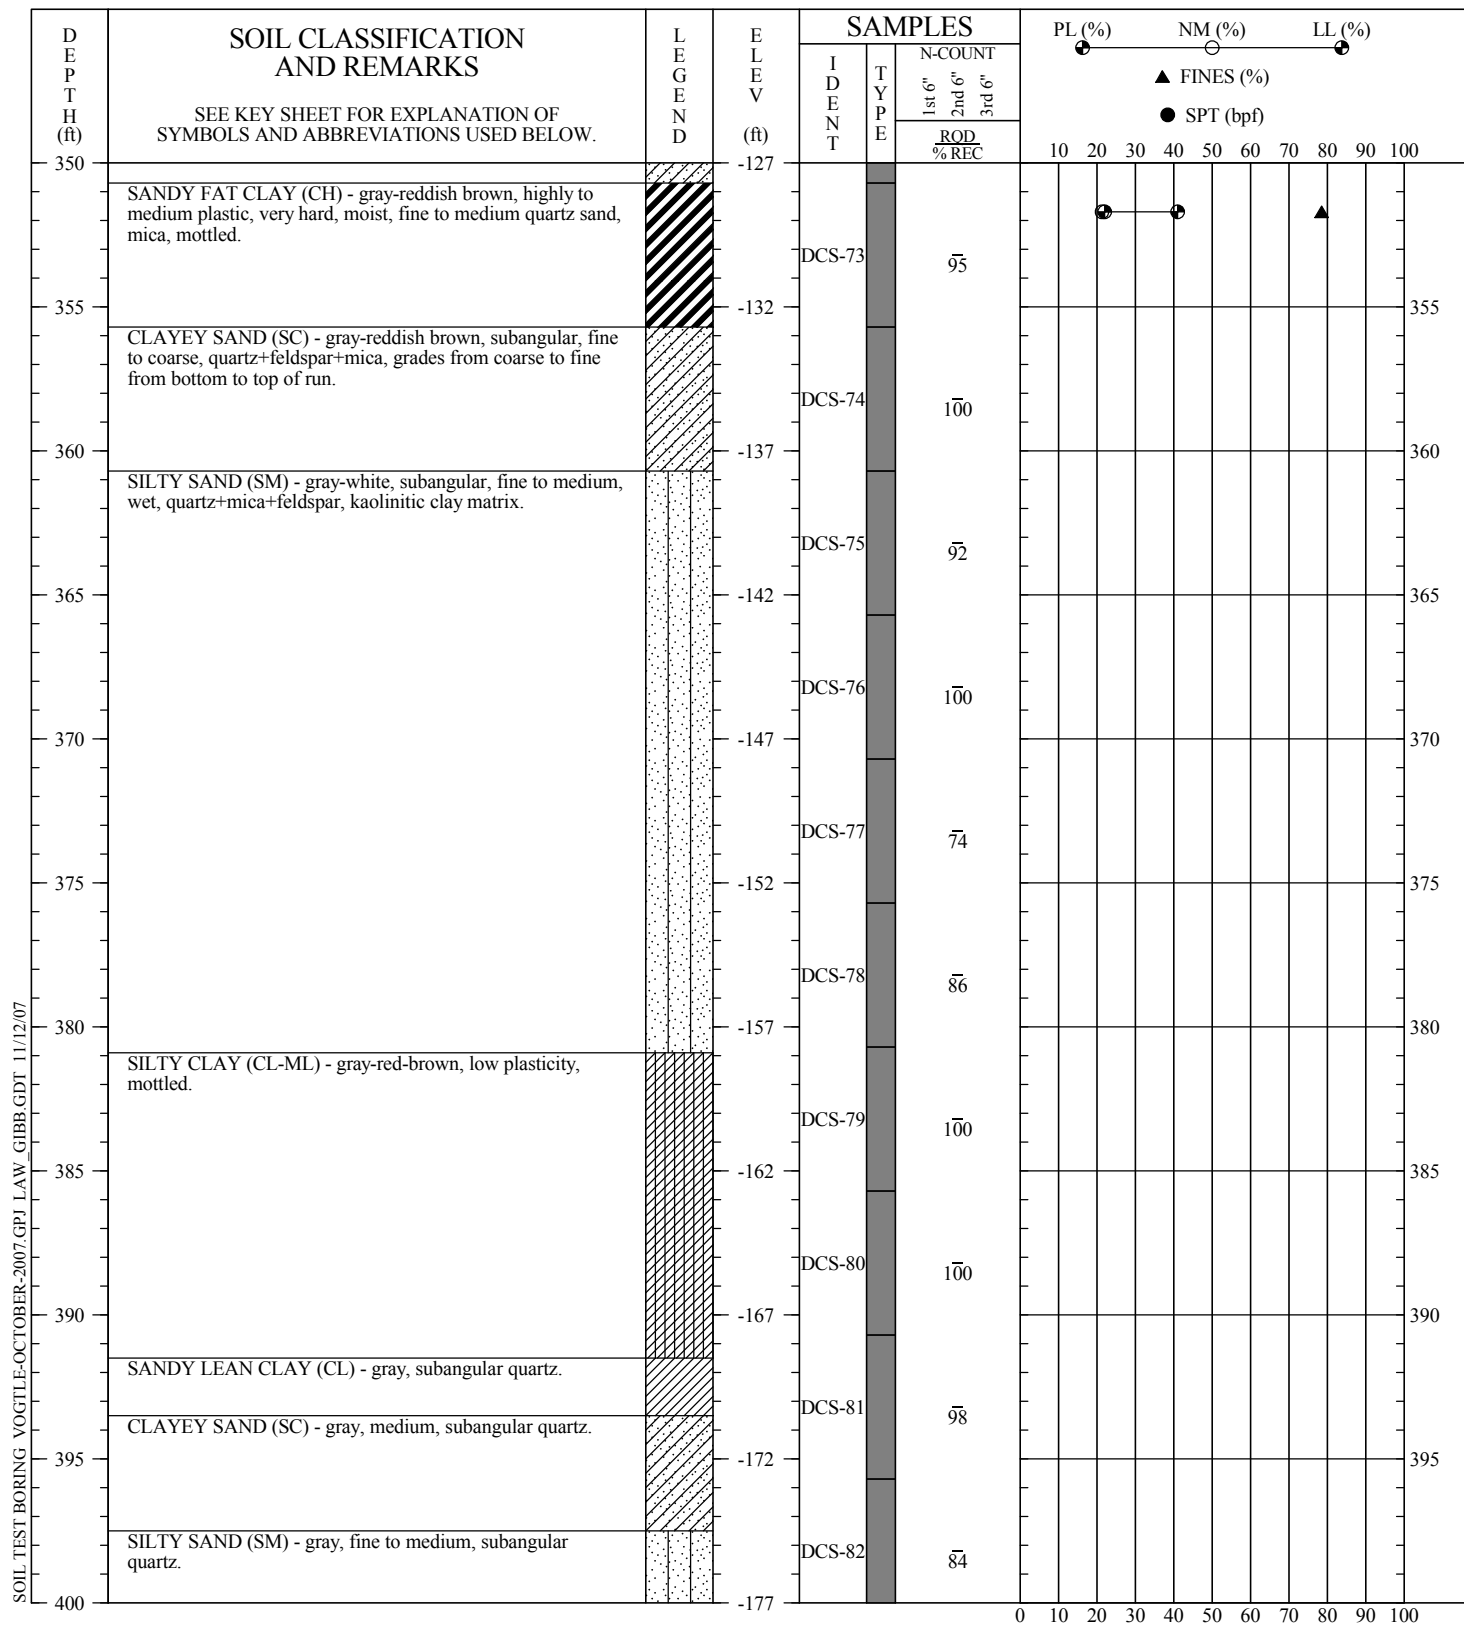 DEPTH (ft)
SOIL CLASSIFICATION
AND REMARKS
SEE KEY SHEET FOR EXPLANATION OF
SYMBOLS AND ABBREVIATIONS USED BELOW.
LEGEND
ELEV (ft)
SAMPLES
IDENT
TYPE
N-COUNT
1st 6"
2nd 6"
3rd 6"
RQD
% REC
PL (%) NM (%) LL (%)
▲ FINES (%)
● SPT (bpf)
10 20 30 40 50 60 70 80 90 100
350 -127
SANDY FAT CLAY (CH) - gray-reddish brown, highly to
medium plastic, very hard, moist, fine to medium quartz sand,
mica, mottled.
DCS-73 95
355 -132 355
CLAYEY SAND (SC) - gray-reddish brown, subangular, fine
to coarse, quartz+feldspar+mica, grades from coarse to fine
from bottom to top of run.
DCS-74 100
360 -137 360
SILTY SAND (SM) - gray-white, subangular, fine to medium,
wet, quartz+mica+feldspar, kaolinitic clay matrix.
DCS-75 92
365 -142 365
DCS-76 100
370 -147 370
DCS-77 74
375 -152 375
DCS-78 86
380 -157 380
SILTY CLAY (CL-ML) - gray-red-brown, low plasticity,
mottled.
DCS-79 100
385 -162 385
DCS-80 100
390 -167 390
SANDY LEAN CLAY (CL) - gray, subangular quartz.
DCS-81 98
CLAYEY SAND (SC) - gray, medium, subangular quartz.
395 -172 395
SILTY SAND (SM) - gray, fine to medium, subangular
quartz.
DCS-82 84
400 -177
0 10 20 30 40 50 60 70 80 90 100
SOIL TEST BORING VOGTLE-OCTOBER-2007.GPJ LAW_GIBB.GDT 11/12/07